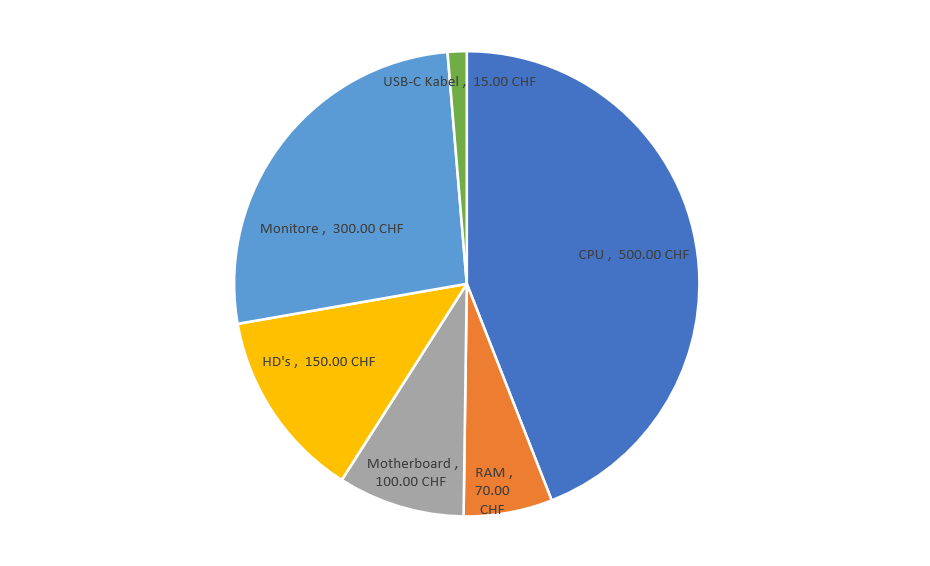 USB-C Kabel ,  15.00 CHF
CPU ,  500.00 CHF
Monitore ,  300.00 CHF
HD's ,  150.00 CHF
Motherboard ,
100.00 CHF
RAM ,
70.00
CHF